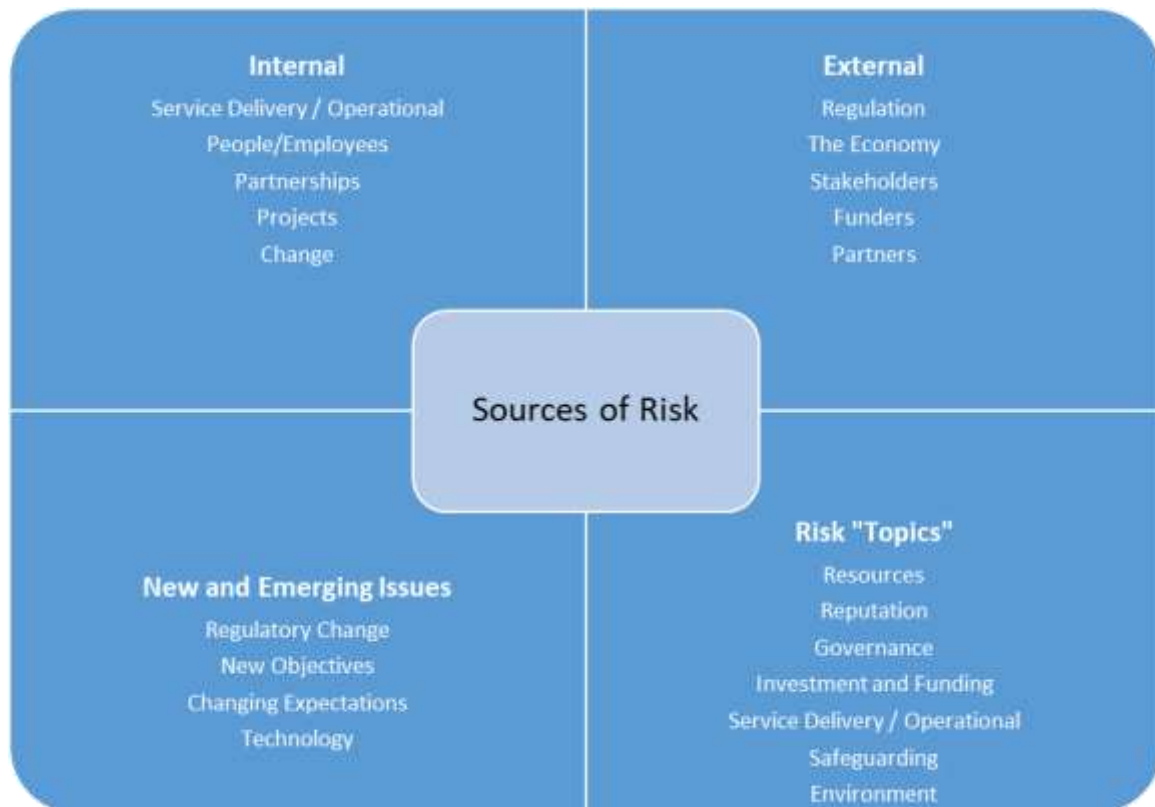 Internal
Service Delivery / Operational
People/Employees
Partnerships
Projects
Change
External
Regulation
The Economy
Stakeholders
Funders
Partners
Sources of Risk
New and Emerging Issues
Regulatory Change
New Objectives
Changing Expectations
Technology
Risk "Topics"
Resources
Reputation
Governance
Investment and Funding
Service Delivery / Operational
Safeguarding
Environment